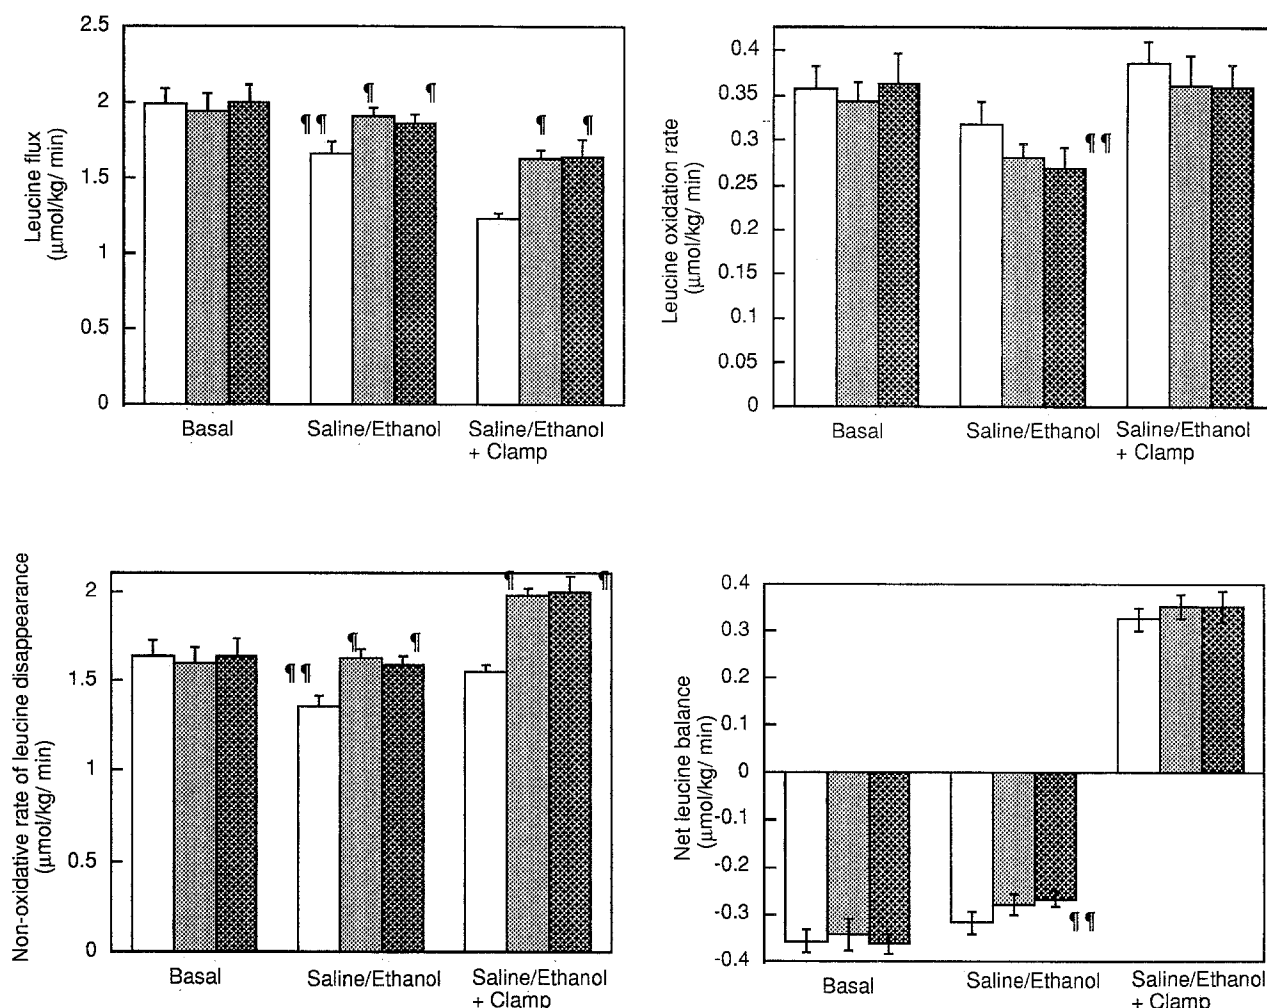 Leucine flux
(μmol/kg/ min)
2.5
2
1.5
1
0.5
0
¶ ¶
¶
¶
¶
¶
Basal
Saline/Ethanol
Saline/Ethanol
+ Clamp
Leucine oxidation rate
(μmol/kg/ min)
0.4
0.35
0.3
0.25
0.2
0.15
0.1
0.05
0
¶ ¶
Basal
Saline/Ethanol
Saline/Ethanol
+ Clamp
Non-oxidative rate of leucine disappearance
(μmol/kg/ min)
2
1.5
1
0.5
0
¶ ¶
¶
¶
¶
¶
Basal
Saline/Ethanol
Saline/Ethanol
+ Clamp
Net leucine balance
(μmol/kg/ min)
0.4
0.3
0.2
0.1
0
-0.1
-0.2
-0.3
-0.4
¶ ¶
Basal
Saline/Ethanol
Saline/Ethanol
+ Clamp